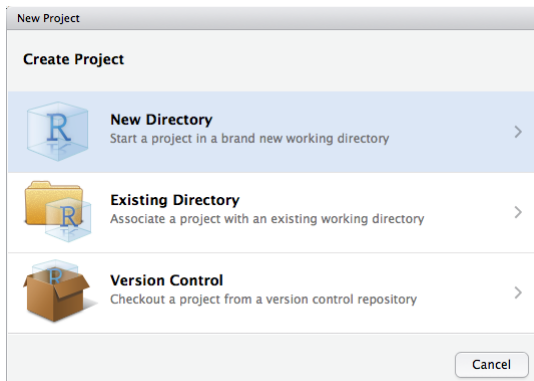 New Project
Create Project
New Directory
Start a project in a brand new working directory
Existing Directory
Associate a project with an existing working directory
Version Control
Checkout a project from a version control repository
Cancel
R
R
R